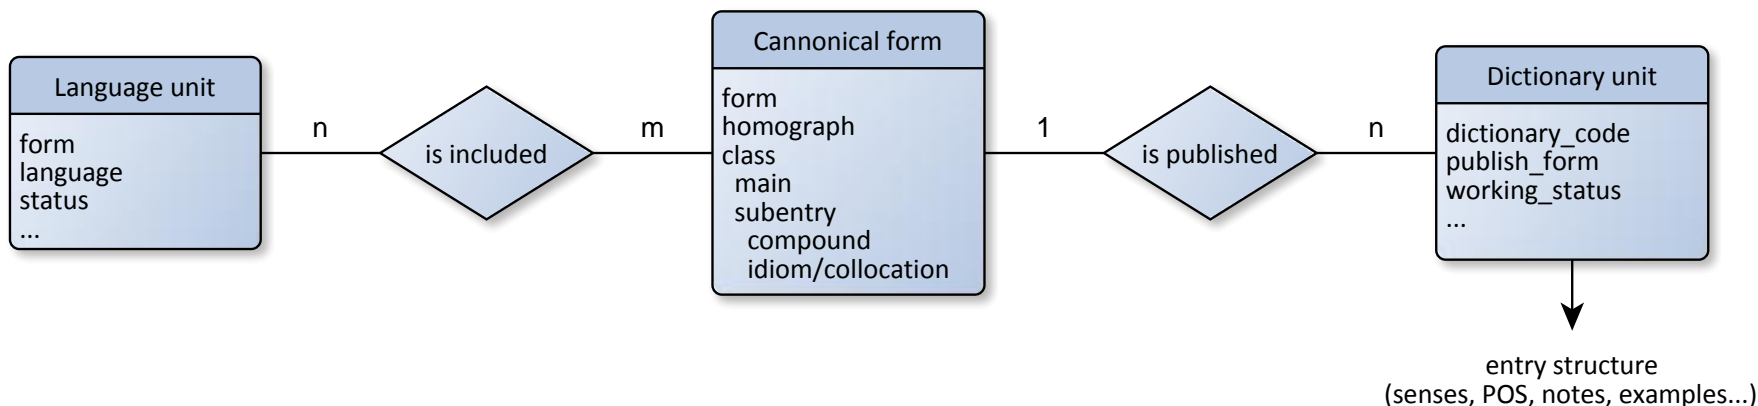 Language unit
form
language
status
...
n
is included
m
Cannonical form
form
homograph
class
main
subentry
compound
idiom/collocation
1
is published
n
Dictionary unit
dictionary_code
publish_form
working_status
...
entry structure
(senses, POS, notes, examples...)